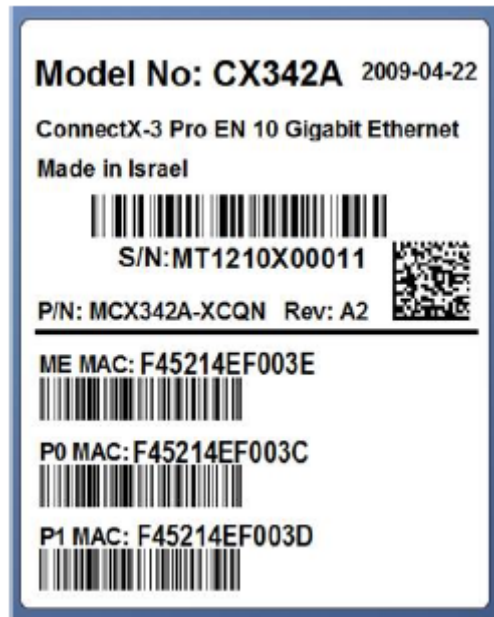 Model No: CX342A 2009-04-22
ConnectX-3 Pro EN 10 Gigabit Ethernet
Made in Israel
S/N:MT1210X00011
P/N: MCX342A-XCQN Rev: A2
ME MAC: F45214EF003E
P0 MAC: F45214EF003C
P1 MAC: F45214EF003D